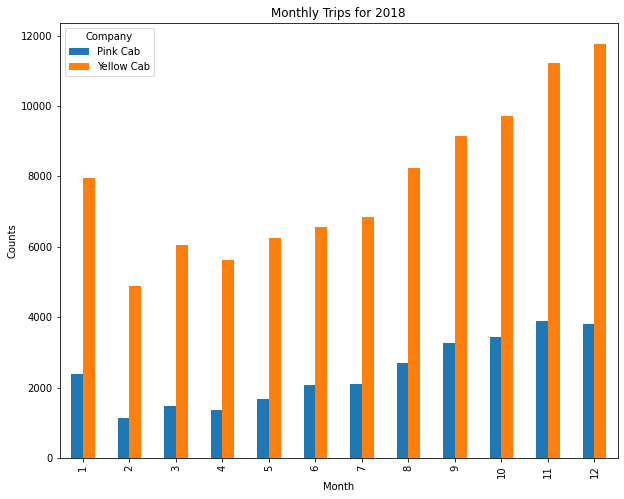 Monthly Trips for 2018
Company
Pink Cab
Yellow Cab
12000
10000
8000
6000
4000
2000
0
Counts
1 2 3 4 5 6 7 8 9 10 11 12
Month